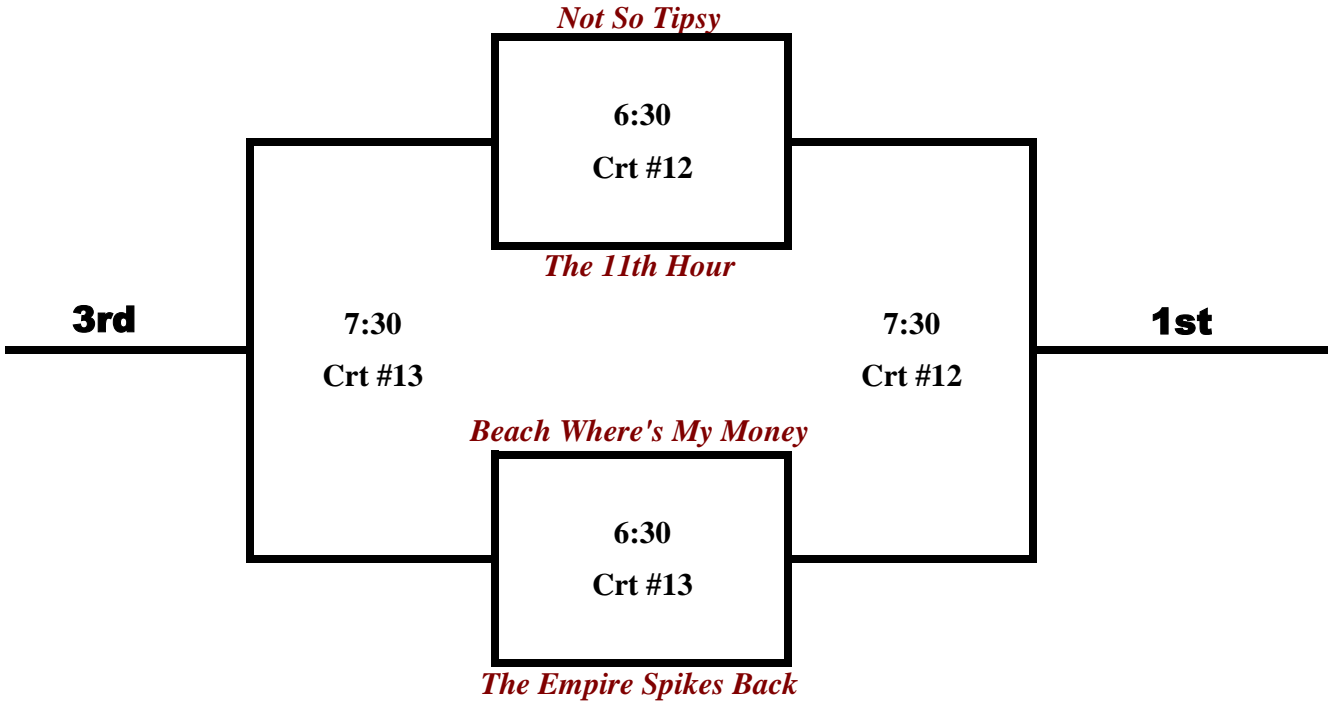 Not So Tipsy
6:30
Crt #12
The 11th Hour
3rd
7:30
Crt #13
7:30
Crt #12
1st
Beach Where's My Money
6:30
Crt #13
The Empire Spikes Back